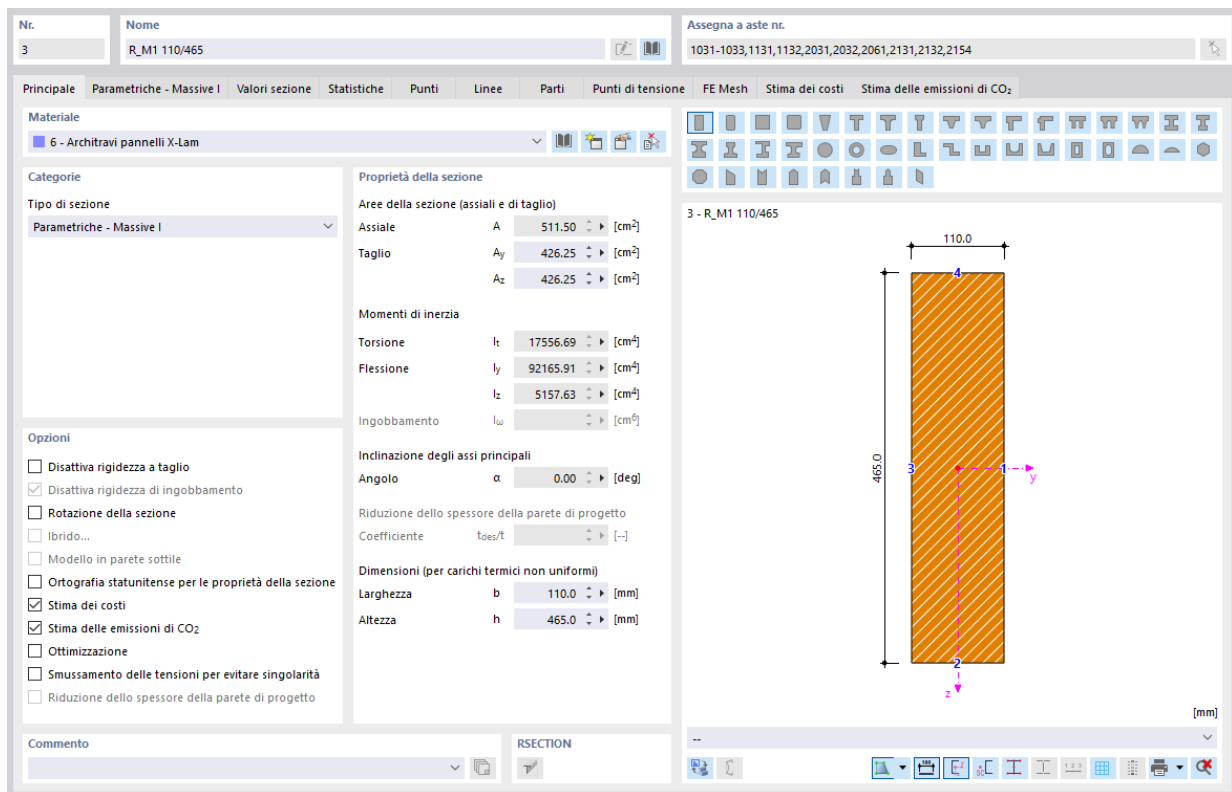 Nr.
Nome
Assegna a aste nr.
3
R_M1 110/465
1031-1033,1131,1132,2031,2032,2061,2131,2132,2154
Principale Parametriche - Massive I Valori sezione Statistiche Punti Linee Parti Punti di tensione FE Mesh Stima dei costi Stima delle emissioni di CO₂
Materiale
6 - Architravi pannelli X-Lam
Categorie
Tipo di sezione
Parametriche - Massive I
Opzioni
Disattiva rigidezza a taglio
Disattiva rigidezza di ingobbamento
Rotazione della sezione
Ibrido...
Modello in parete sottile
Ortografia statunitense per le proprietà della sezione
Stima dei costi
Stima delle emissioni di CO₂
Ottimizzazione
Smussamento delle tensioni per evitare singolarità
Riduzione dello spessore della parete di progetto
Proprietà della sezione
Aree della sezione (assiali e di taglio)
Assiale A 511.50 [cm²]
Taglio Ay 426.25 [cm²]
Az 426.25 [cm²]
Momenti di inerzia
Torsione It 17556.69 [cm⁴]
Flessione Iy 92165.91 [cm⁴]
Iz 5157.63 [cm⁴]
Ingobbamento Iω [cm⁶]
Inclinazione degli assi principali
Angolo α 0.00 [deg]
Riduzione dello spessore della parete di progetto
Coefficiente tdes/t [--]
Dimensioni (per carichi termici non uniformi)
Larghezza b 110.0 [mm]
Altezza h 465.0 [mm]
Commento
RSECTION
3 - R_M1 110/465
110.0
4
465.0
3
1
y
2
z
[mm]
--